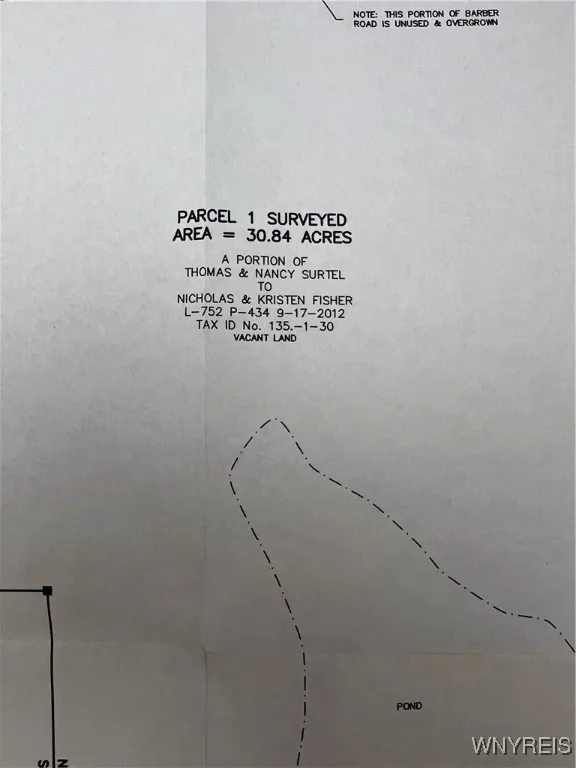 NOTE: THIS PORTION OF BARBER
ROAD IS UNUSED & OVERGROWN
PARCEL 1 SURVEYED
AREA = 30.84 ACRES
A PORTION OF
THOMAS & NANCY SURTEL
TO
NICHOLAS & KRISTEN FISHER
L-752 P-434 9-17-2012
TAX ID No. 135.-1-30
VACANT LAND
POND
S
N
WNYREIS